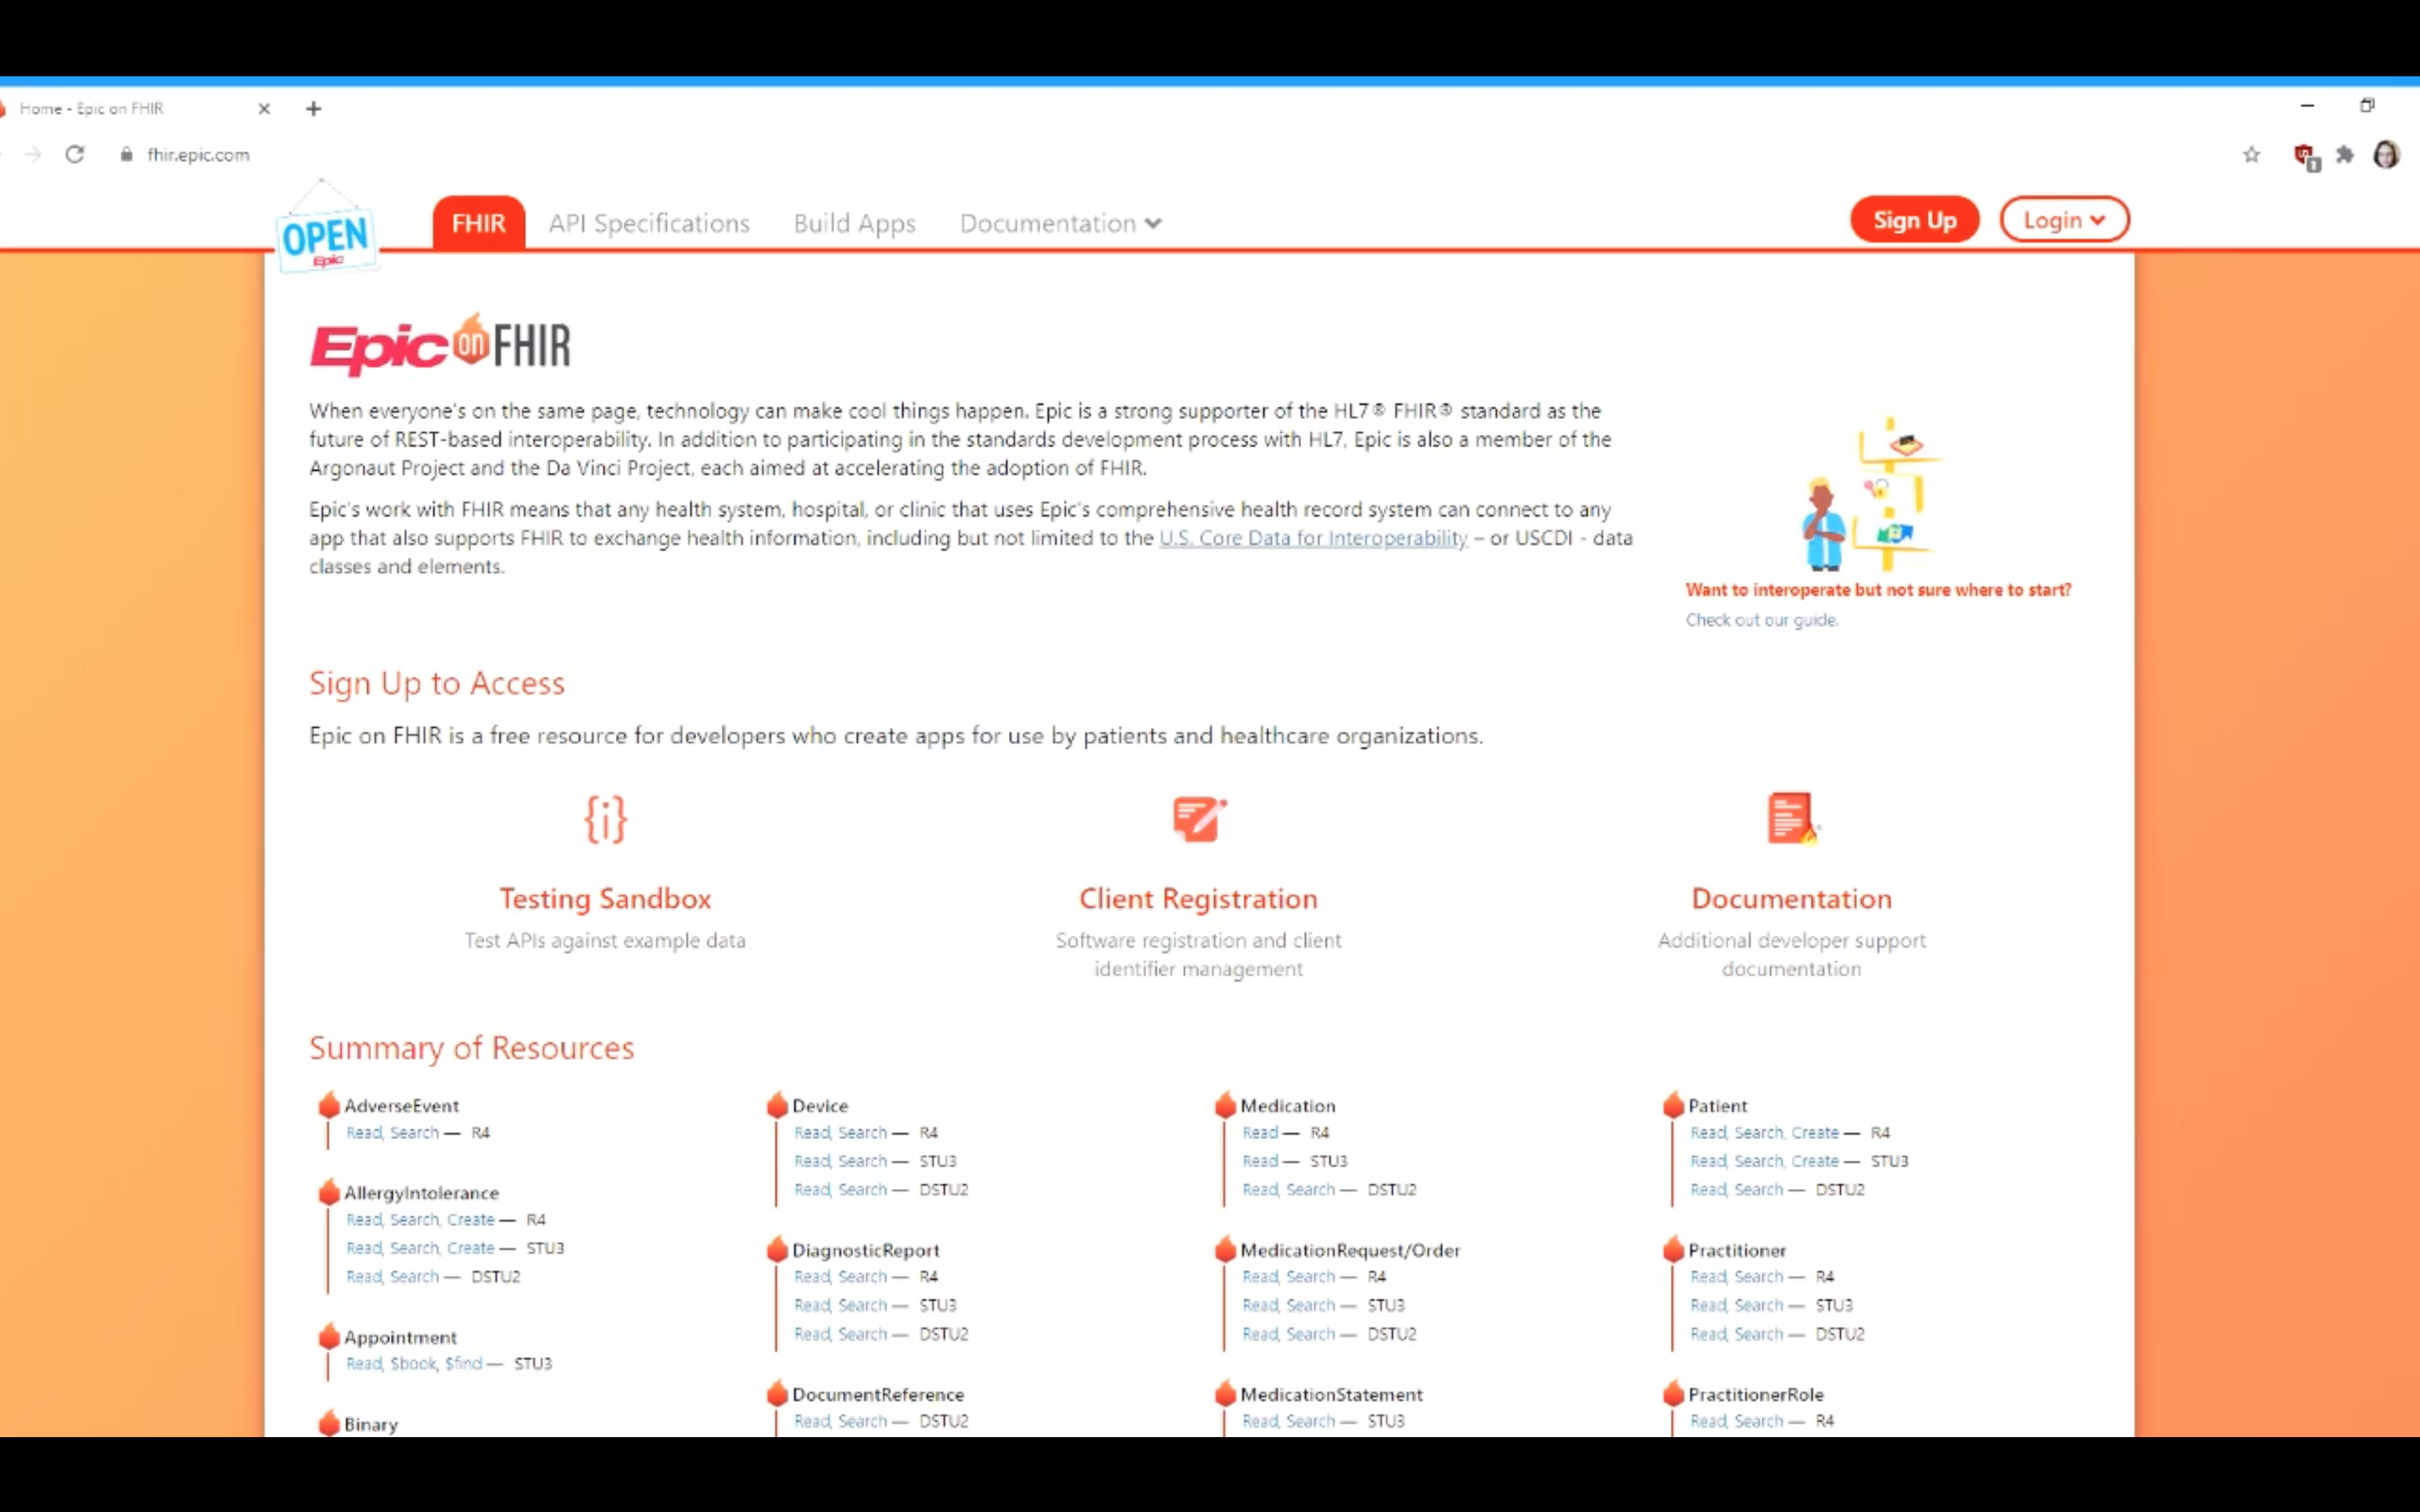 Home - Epic on FHIR
fhir.epic.com
OPEN
Epic
FHIR
API Specifications
Build Apps
Documentation
Sign Up
Login
Epic on FHIR
When everyone's on the same page, technology can make cool things happen. Epic is a strong supporter of the HL7® FHIR® standard as the
future of REST-based interoperability. In addition to participating in the standards development process with HL7, Epic is also a member of the
Argonaut Project and the Da Vinci Project, each aimed at accelerating the adoption of FHIR.
Epic's work with FHIR means that any health system, hospital, or clinic that uses Epic's comprehensive health record system can connect to any
app that also supports FHIR to exchange health information, including but not limited to the U.S. Core Data for Interoperability – or USCDI - data
classes and elements.
Want to interoperate but not sure where to start?
Check out our guide.
Sign Up to Access
Epic on FHIR is a free resource for developers who create apps for use by patients and healthcare organizations.
{i}
Testing Sandbox
Test APIs against example data
Client Registration
Software registration and client
identifier management
Documentation
Additional developer support
documentation
Summary of Resources
AdverseEvent
Read, Search — R4
AllergyIntolerance
Read, Search, Create — R4
Read, Search, Create — STU3
Read, Search — DSTU2
Appointment
Read, $book, $find — STU3
Binary
Device
Read, Search — R4
Read, Search — STU3
Read, Search — DSTU2
DiagnosticReport
Read, Search — R4
Read, Search — STU3
Read, Search — DSTU2
DocumentReference
Read, Search — DSTU2
Medication
Read — R4
Read — STU3
Read, Search — DSTU2
MedicationRequest/Order
Read, Search — R4
Read, Search — STU3
Read, Search — DSTU2
MedicationStatement
Read, Search — STU3
Patient
Read, Search, Create — R4
Read, Search, Create — STU3
Read, Search — DSTU2
Practitioner
Read, Search — R4
Read, Search — STU3
Read, Search — DSTU2
PractitionerRole
Read, Search — R4